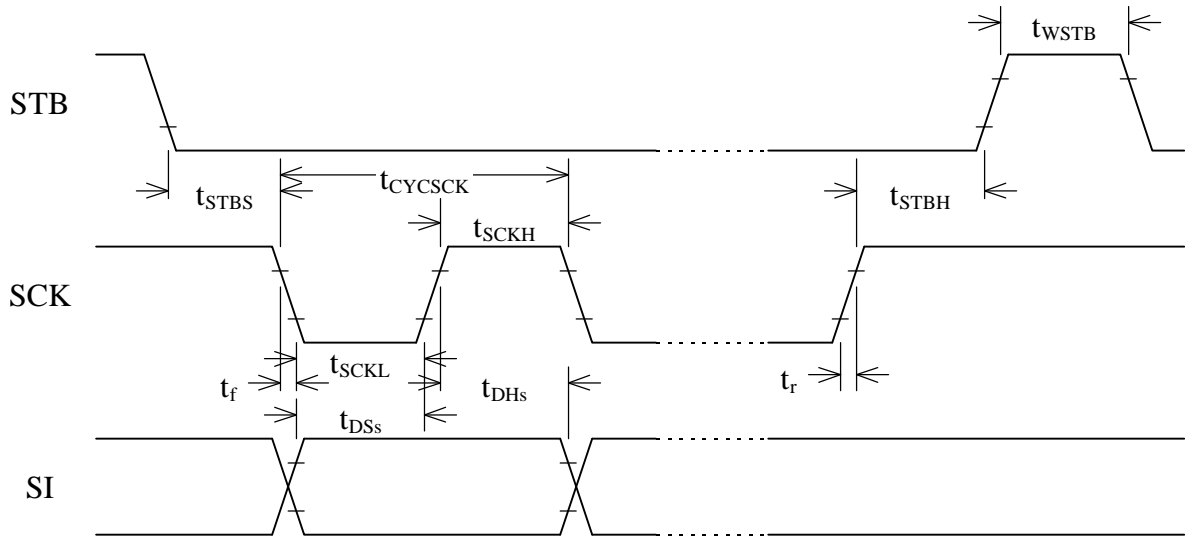 tWSTB
STB
tSTBS
tCYCSCK
tSCKH
tSTBH
SCK
tf
tSCKL
tDHs
tr
tDSs
SI